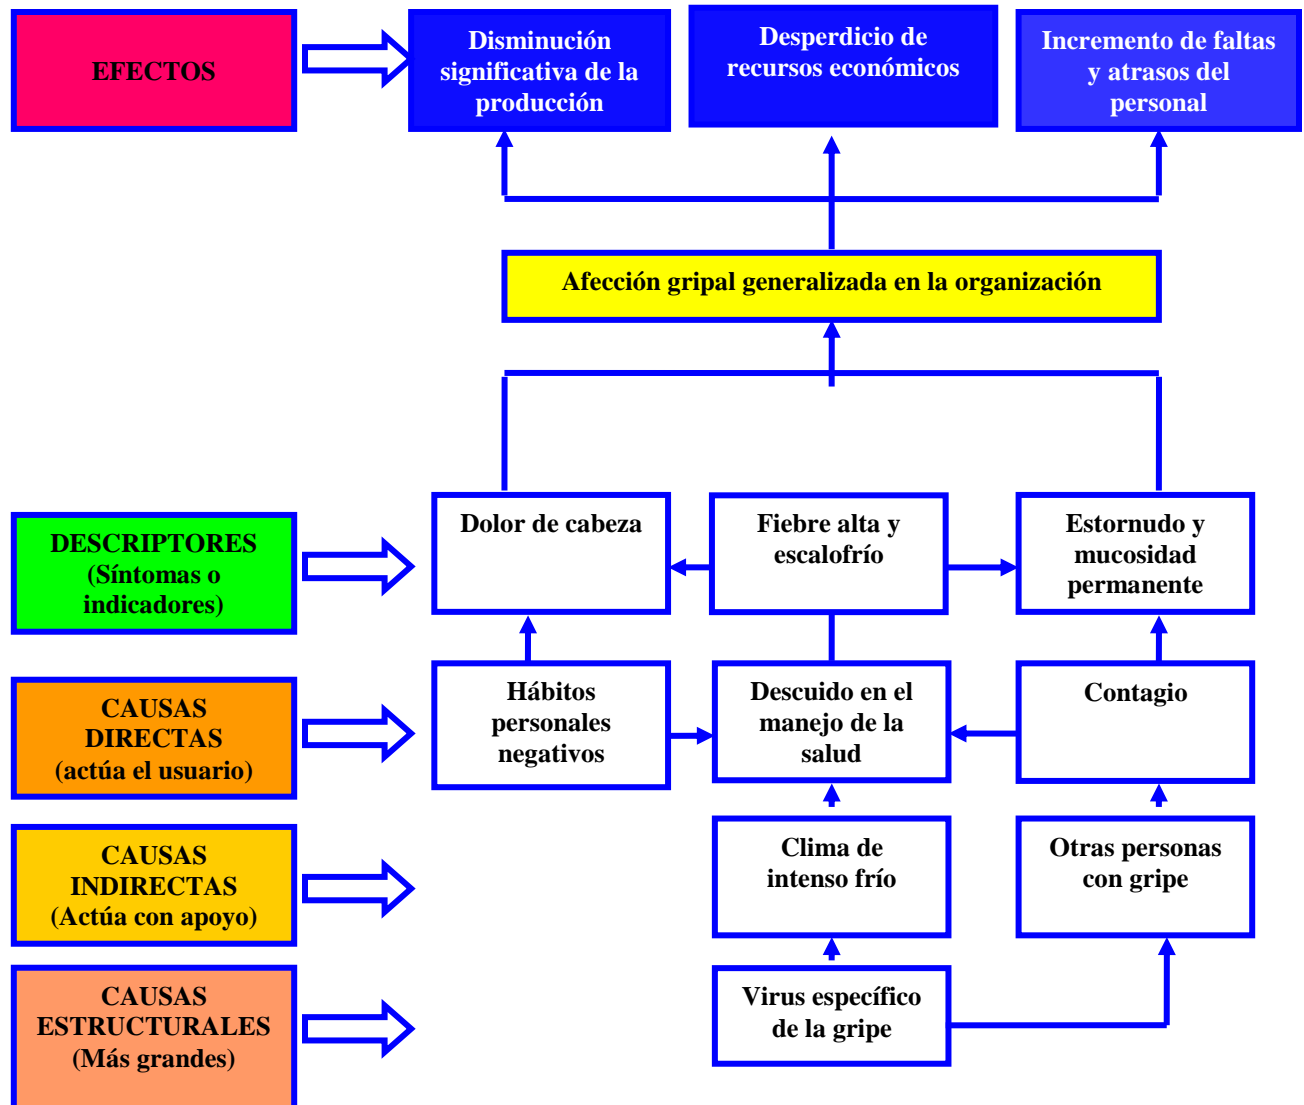 EFECTOS
Disminución
significativa de la
producción
Desperdicio de
recursos económicos
Incremento de faltas
y atrasos del
personal
Afección gripal generalizada en la organización
DESCRIPTORES
(Síntomas o
indicadores)
Dolor de cabeza
Fiebre alta y
escalofrío
Estornudo y
mucosidad
permanente
CAUSAS
DIRECTAS
(actúa el usuario)
Hábitos
personales
negativos
Descuido en el
manejo de la
salud
Contagio
CAUSAS
INDIRECTAS
(Actúa con apoyo)
Clima de
intenso frío
Otras personas
con gripe
CAUSAS
ESTRUCTURALES
(Más grandes)
Virus específico
de la gripe